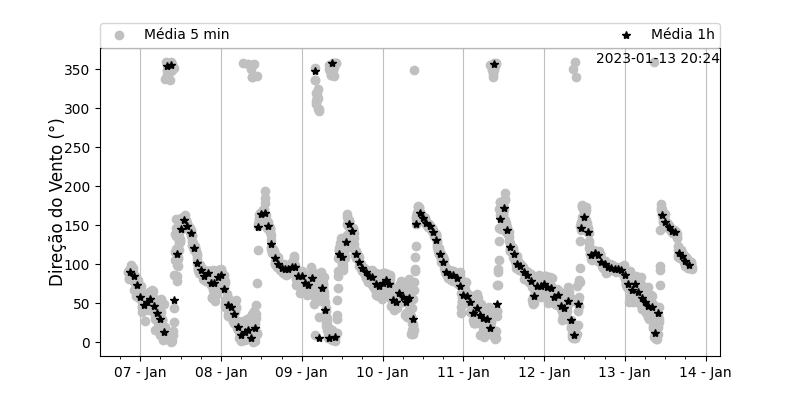 Média 5 min
Média 1h
2023-01-13 20:24
Direção do Vento (°)
350
300
250
200
150
100
50
0
07 - Jan
08 - Jan
09 - Jan
10 - Jan
11 - Jan
12 - Jan
13 - Jan
14 - Jan